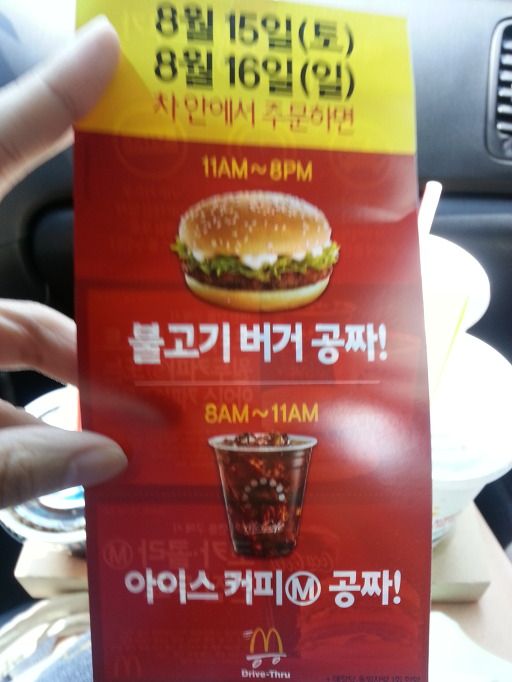 8월 15일(토)
8월 16일(일)
차 안에서 주문하면
11AM~8PM
불고기 버거 공짜!
8AM~11AM
아이스 커피Ⓜ 공짜!
Drive-Thru